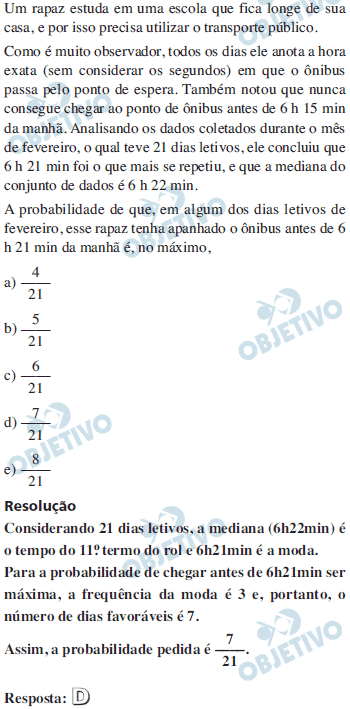 Um rapaz estuda em uma escola que fica longe de sua
casa, e por isso precisa utilizar o transporte público.
Como é muito observador, todos os dias ele anota a hora
exata (sem considerar os segundos) em que o ônibus
passa pelo ponto de espera. Também notou que nunca
consegue chegar ao ponto de ônibus antes de 6 h 15 min
da manhã. Analisando os dados coletados durante o mês
de fevereiro, o qual teve 21 dias letivos, ele concluiu que
6 h 21 min foi o que mais se repetiu, e que a mediana do
conjunto de dados é 6 h 22 min.
A probabilidade de que, em algum dos dias letivos de
fevereiro, esse rapaz tenha apanhado o ônibus antes de 6
h 21 min da manhã é, no máximo,
a) 4/21
b) 5/21
c) 6/21
d) 7/21
e) 8/21
Resolução
Considerando 21 dias letivos, a mediana (6h22min) é
o tempo do 11º termo do rol e 6h21min é a moda.
Para a probabilidade de chegar antes de 6h21min ser
máxima, a frequência da moda é 3 e, portanto, o
número de dias favoráveis é 7.
Assim, a probabilidade pedida é 7/21.
Resposta: D
OBJETIVO
OBJETIVO
OBJETIVO
OBJETIVO
OBJETIVO
OBJETIVO
OBJETIVO